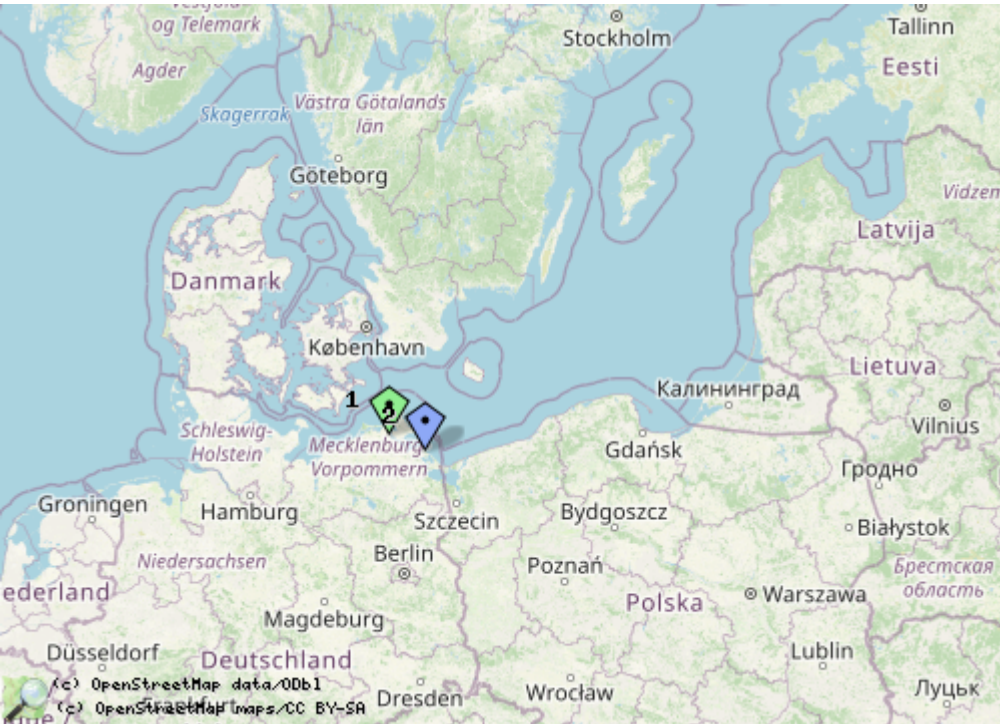 Vestfold
og Telemark
Stockholm
Tallinn
Eesti
Agder
Skagerrak
Västra Götalands
län
Göteborg
Vidzem
Latvija
Danmark
København
Lietuva
Калининград
1
2
Vilnius
Schleswig-
Holstein
Mecklenburg-
Vorpommern
Gdańsk
Гродно
Groningen
Hamburg
Szczecin
Bydgoszcz
Białystok
Berlin
Niedersachsen
Poznań
Брестская
область
ederland
Polska
Warszawa
Magdeburg
Düsseldorf
Deutschland
Lublin
(c) OpenStreetMap data/ODbl
Dresden
Wrocław
Луцьк
(c) OpenStreetMap maps/CC BY-SA